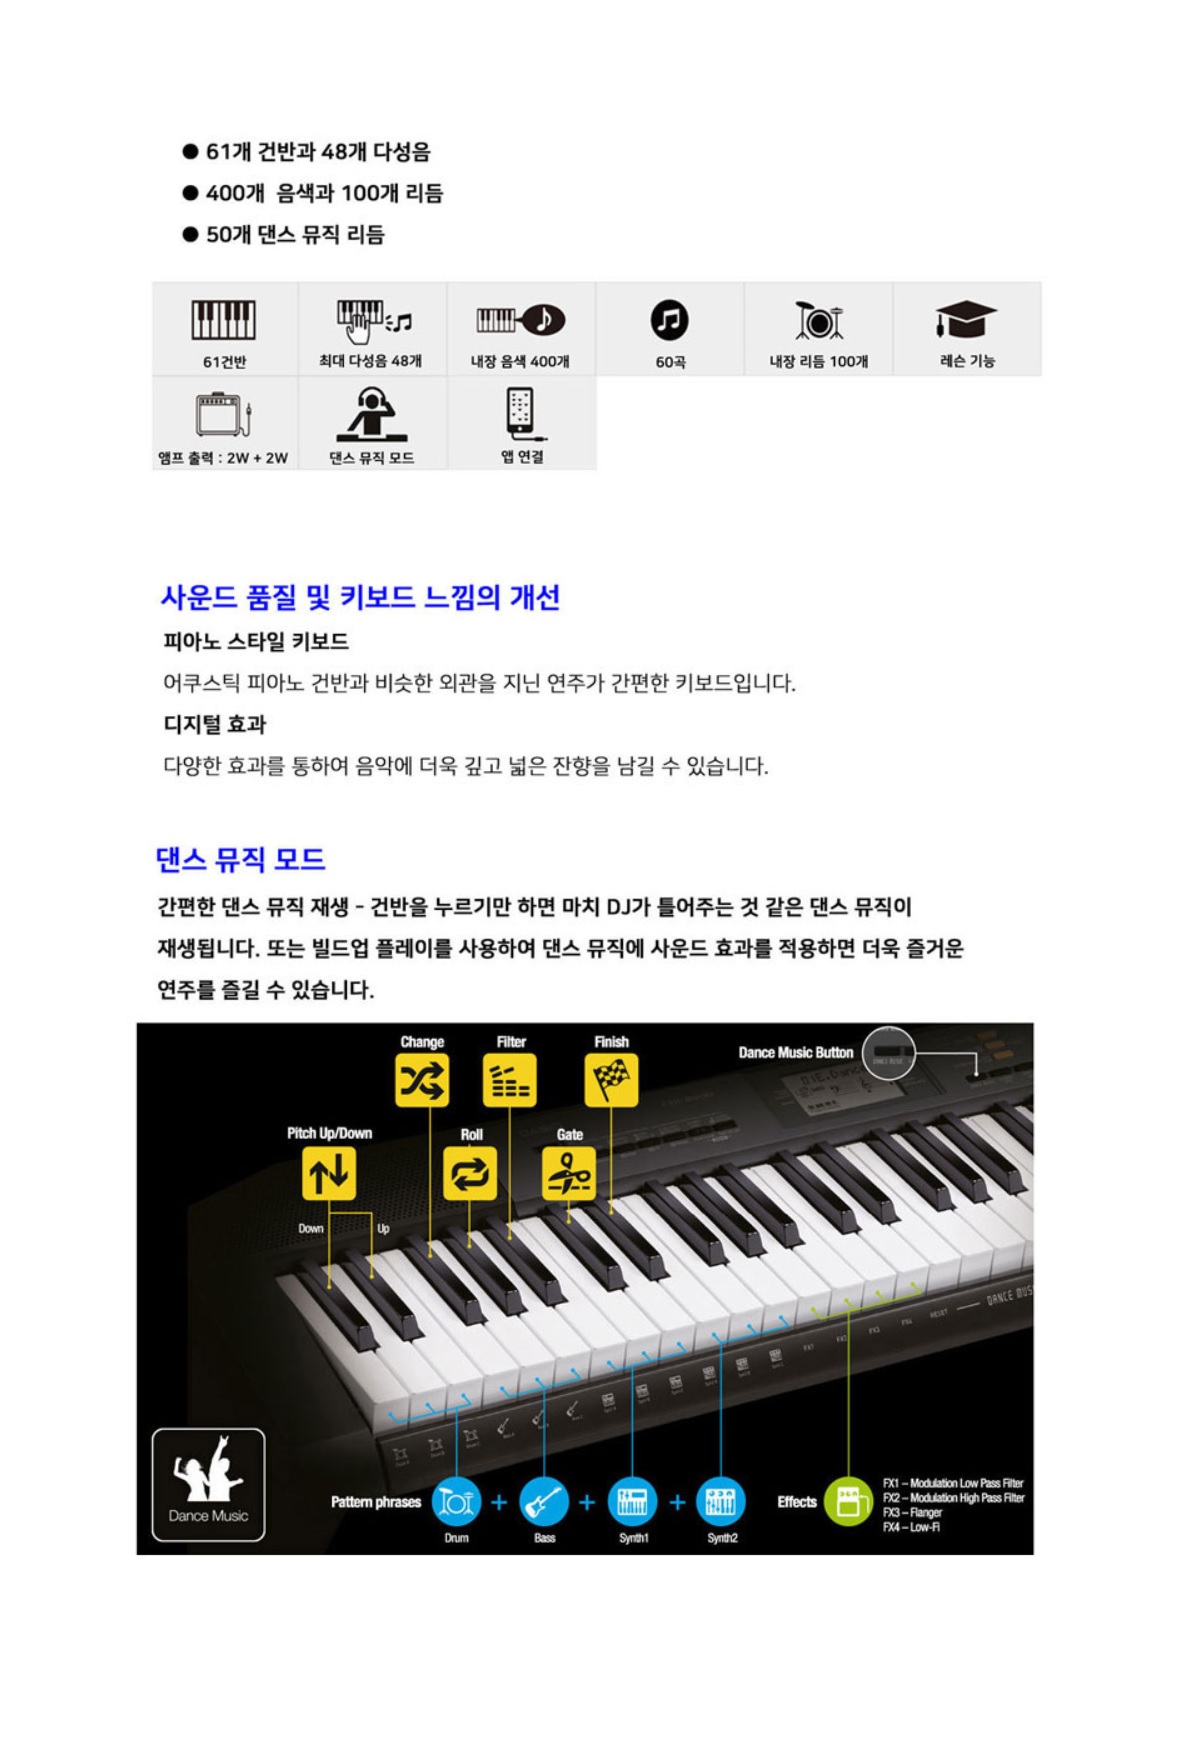 ● 61개 건반과 48개 다성음
● 400개 음색과 100개 리듬
● 50개 댄스 뮤직 리듬
61건반
최대 다성음 48개
내장 음색 400개
60곡
내장 리듬 100개
레슨 기능
앰프 출력 : 2W + 2W
댄스 뮤직 모드
앱 연결
사운드 품질 및 키보드 느낌의 개선
피아노 스타일 키보드
어쿠스틱 피아노 건반과 비슷한 외관을 지닌 연주가 간편한 키보드입니다.
디지털 효과
다양한 효과를 통하여 음악에 더욱 깊고 넓은 잔향을 남길 수 있습니다.
댄스 뮤직 모드
간편한 댄스 뮤직 재생 – 건반을 누르기만 하면 마치 DJ가 틀어주는 것 같은 댄스 뮤직이
재생됩니다. 또는 빌드업 플레이를 사용하여 댄스 뮤직에 사운드 효과를 적용하면 더욱 즐거운
연주를 즐길 수 있습니다.
Change
Filter
Finish
Dance Music Button
Pitch Up/Down
Roll
Gate
Down
Up
FX1 FX2 FX3 FX4 RESET DANCE MUS
Dance Music
Pattern phrases + + + Effects
Drum
Bass
Synth1
Synth2
FX1 – Modulation Low Pass Filter
FX2 – Modulation High Pass Filter
FX3 – Flanger
FX4 – Low-Fi